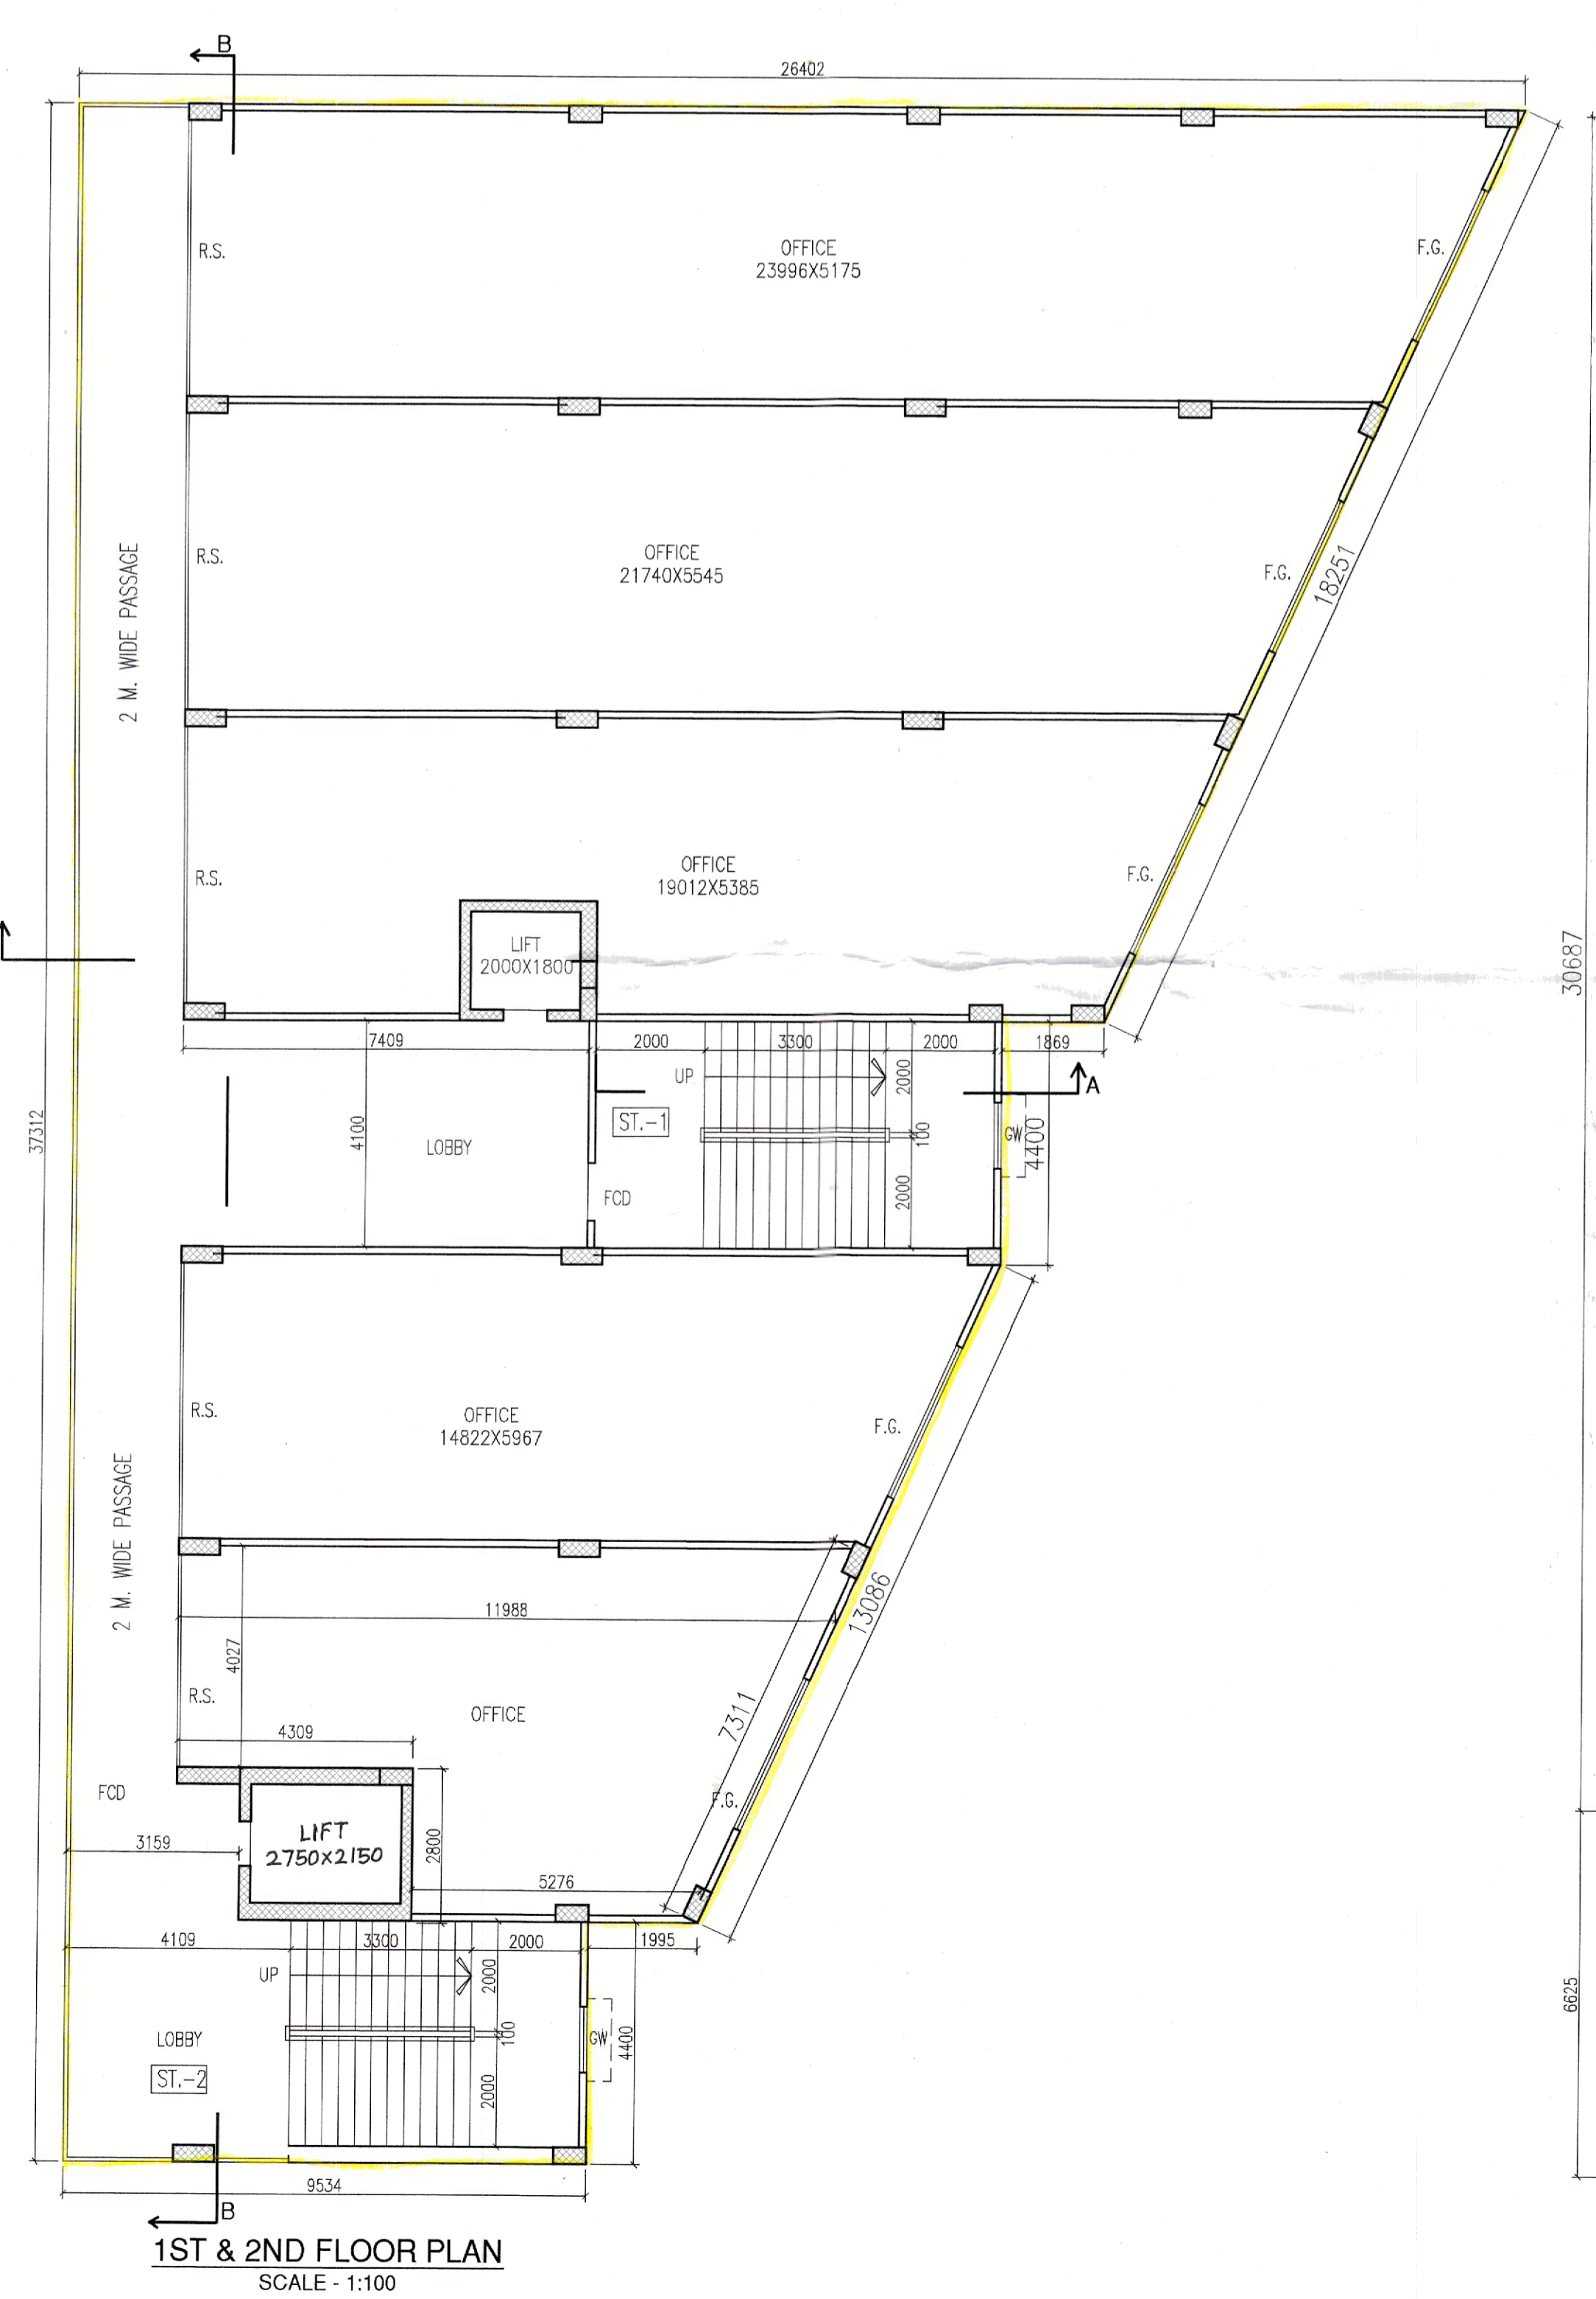 B
26402
R.S.
OFFICE
23996X5175
F.G.
2 M. WIDE PASSAGE
R.S.
OFFICE
21740X5545
F.G.
18251
R.S.
OFFICE
19012X5385
F.G.
LIFT
2000X1800
30687
7409
2000
3300
2000
1869
UP
2000
A
37312
4100
LOBBY
ST.-1
100
GW
4400
FCD
2000
R.S.
OFFICE
14822X5967
F.G.
2 M. WIDE PASSAGE
13086
11988
4027
R.S.
OFFICE
7311
4309
FCD
F.G.
3159
LIFT
2750X2150
2800
5276
4109
3300
2000
1995
UP
2000
6625
LOBBY
100
GW
4400
ST.-2
2000
9534
B
1ST & 2ND FLOOR PLAN
SCALE - 1:100